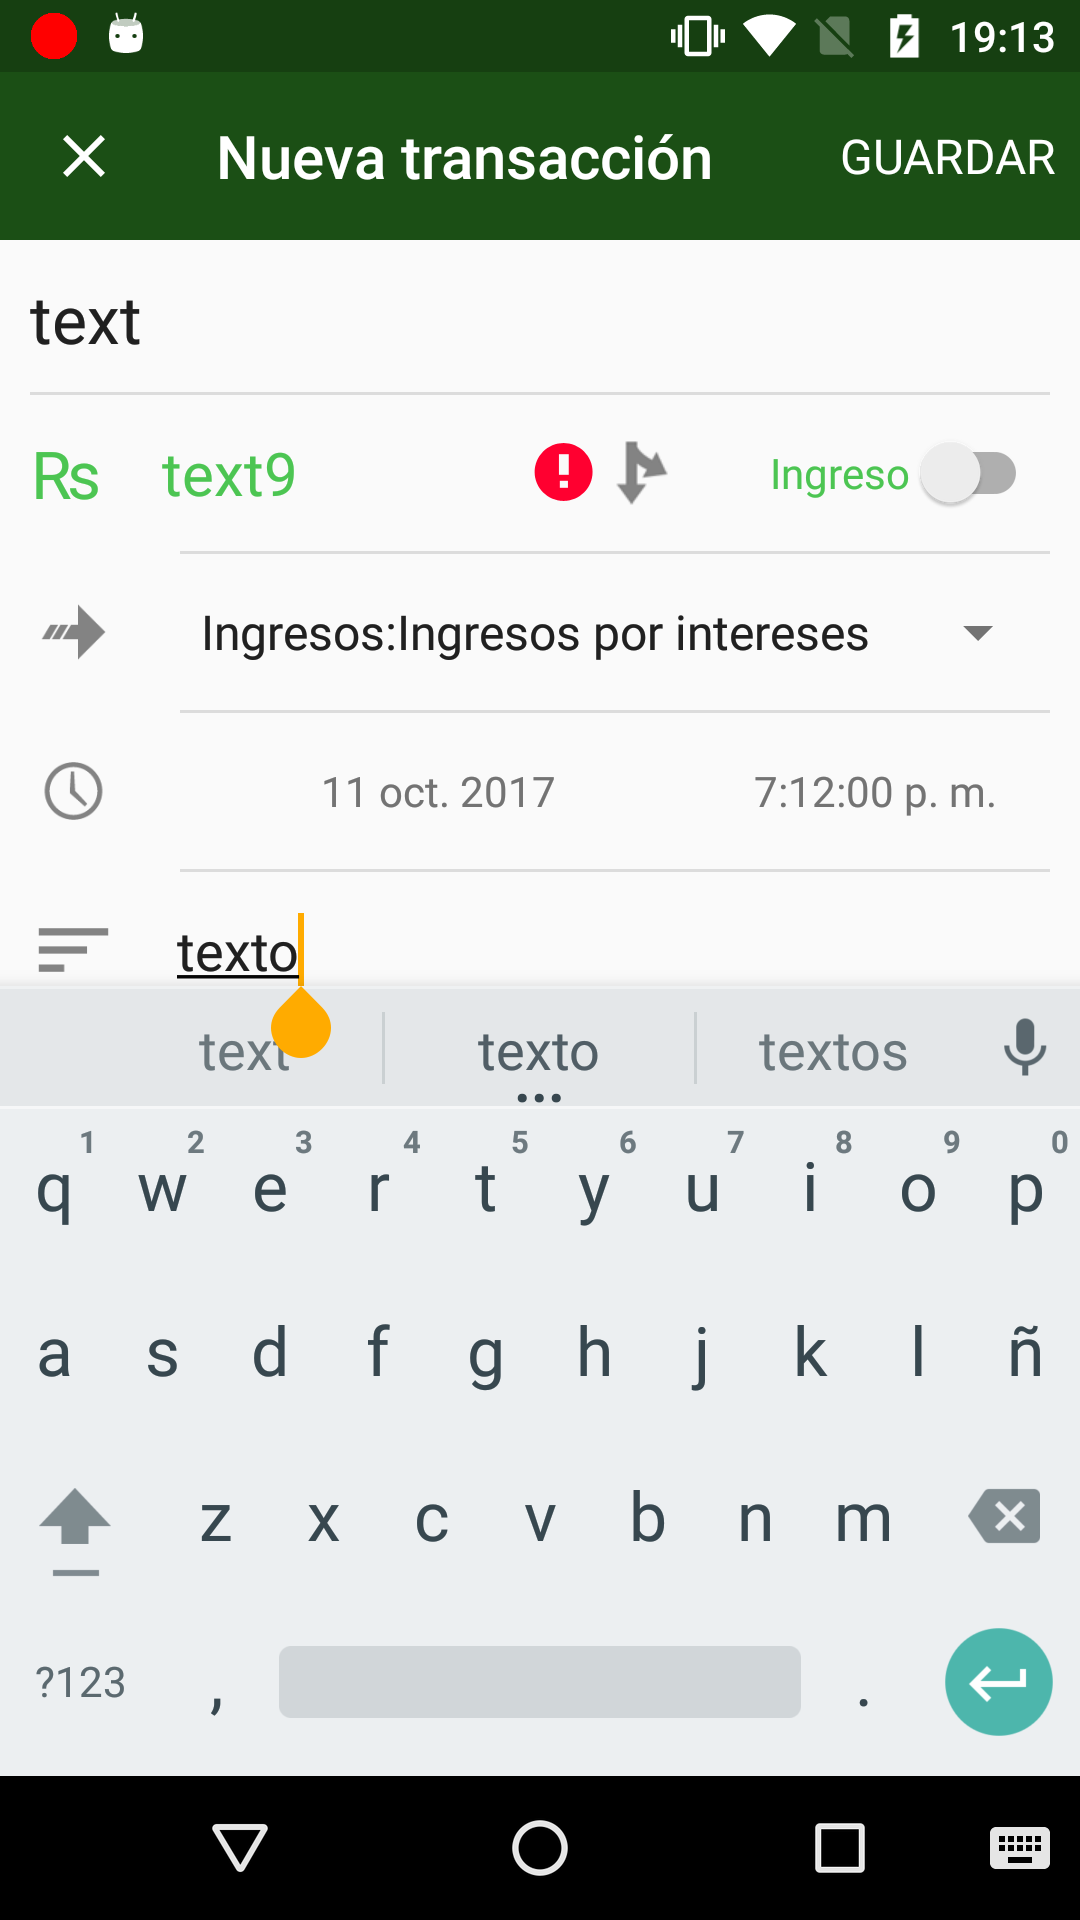 19:13
Nueva transacción GUARDAR
text
₨ text9 Ingreso
Ingresos:Ingresos por intereses
11 oct. 2017 7:12:00 p. m.
texto
text texto textos
1 2 3 4 5 6 7 8 9 0
q w e r t y u i o p
a s d f g h j k l ñ
z x c v b n m
?123 , .